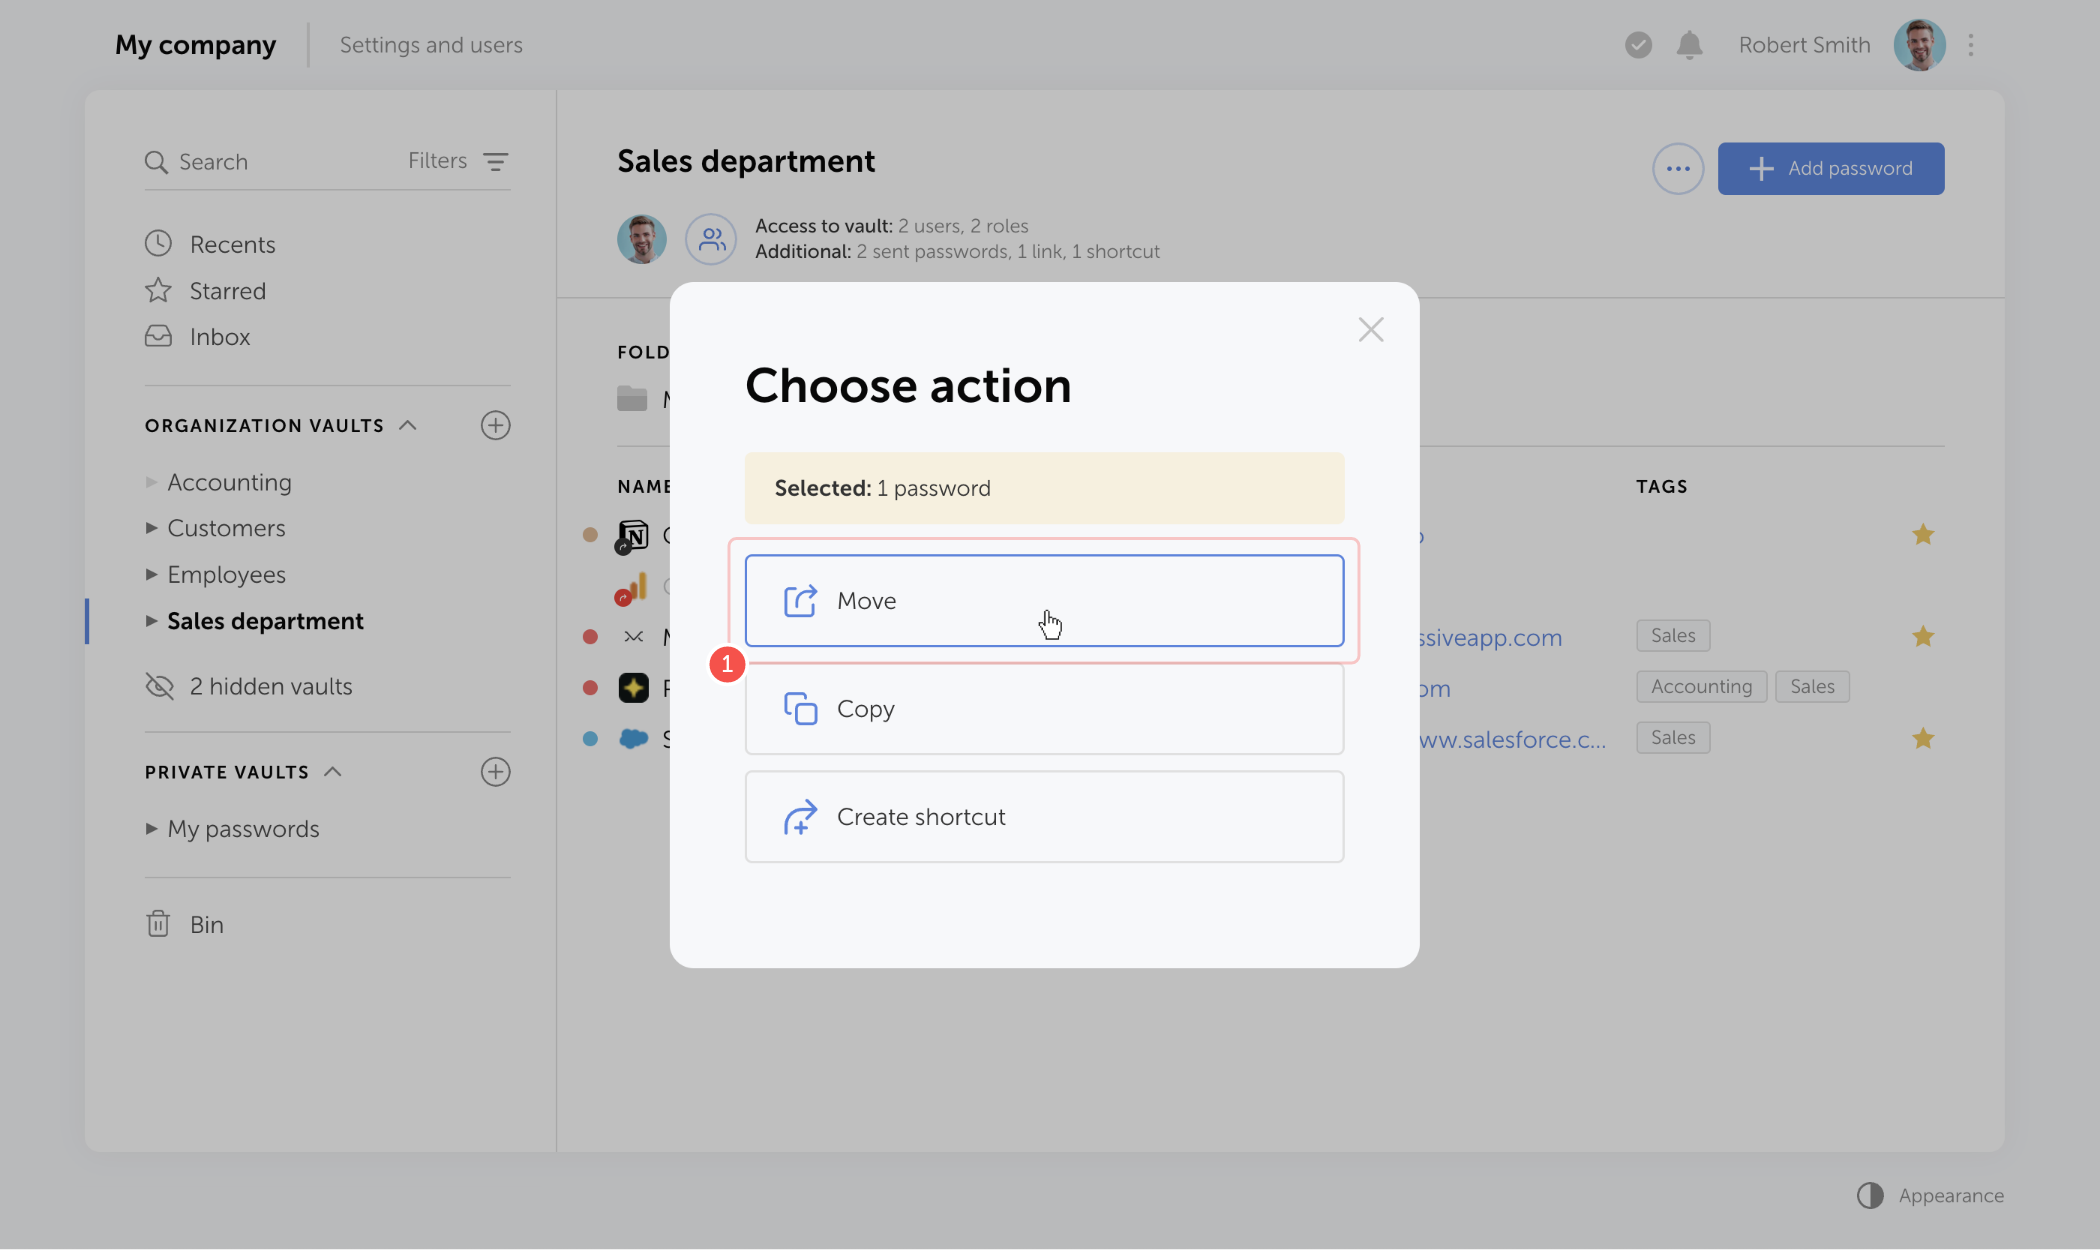 My company
Settings and users
Robert Smith
Search
Filters
Recents
Starred
Inbox
ORGANIZATION VAULTS
Accounting
Customers
Employees
Sales department
2 hidden vaults
PRIVATE VAULTS
My passwords
Bin
Sales department
Add password
Access to vault: 2 users, 2 roles
Additional: 2 sent passwords, 1 link, 1 shortcut
FOLD
NAME
TAGS
ssiveapp.com
Sales
om
Accounting
Sales
ww.salesforce.c...
Sales
Choose action
Selected: 1 password
Move
1
Copy
Create shortcut
Appearance